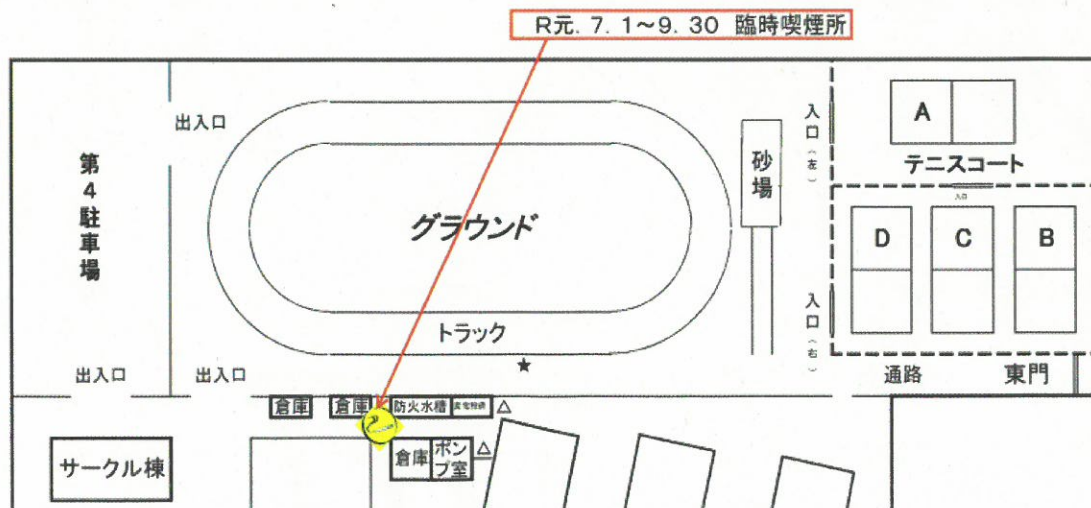 R元. 7. 1～9. 30 臨時喫煙所
出入口
第4駐車場
グラウンド
トラック
砂場
入口（左）
A
テニスコート
入口
D
C
B
入口（右）
出入口
出入口
通路
東門
倉庫
倉庫
防火水槽
サークル棟
倉庫
ポンプ室